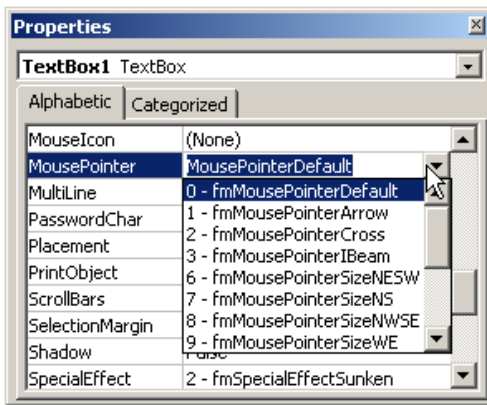 Properties
TextBox1 TextBox
Alphabetic Categorized
MouseIcon (None)
MousePointer MousePointerDefault
MultiLine 0 - fmMousePointerDefault
PasswordChar 1 - fmMousePointerArrow
Placement 2 - fmMousePointerCross
PrintObject 3 - fmMousePointerIBeam
ScrollBars 6 - fmMousePointerSizeNESW
SelectionMargin 7 - fmMousePointerSizeNS
Shadow 8 - fmMousePointerSizeNWSE
9 - fmMousePointerSizeWE
SpecialEffect 2 - fmSpecialEffectSunken